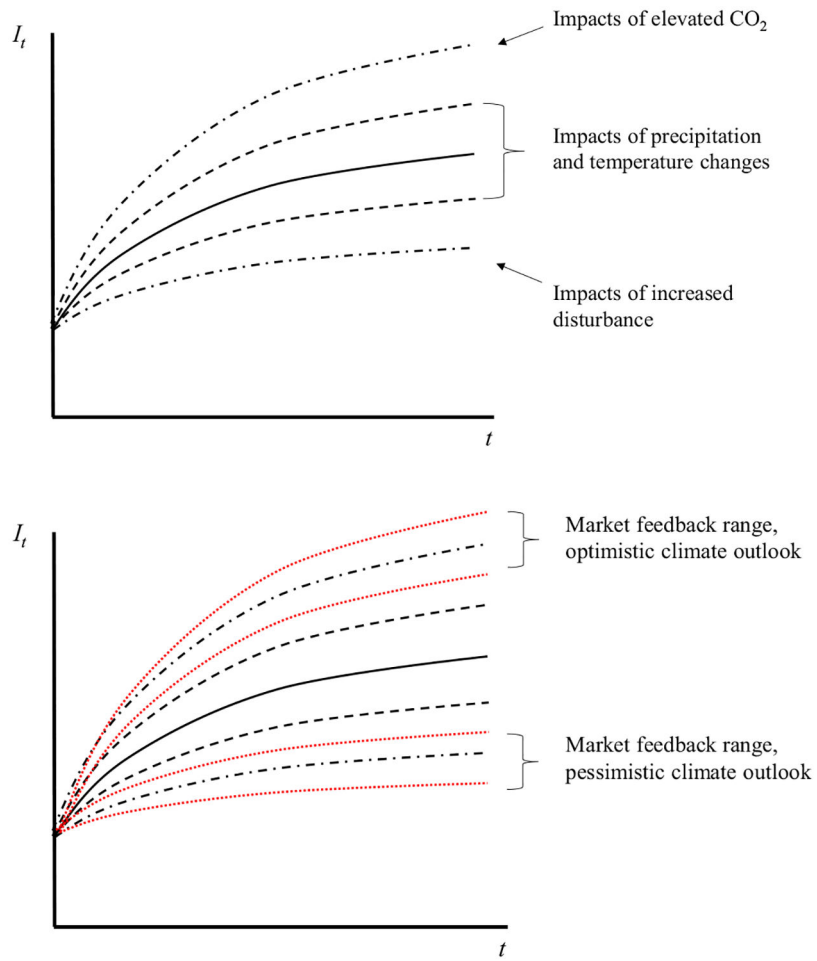 I_t
Impacts of elevated CO₂
Impacts of precipitation
and temperature changes
Impacts of increased
disturbance
t
I_t
Market feedback range,
optimistic climate outlook
Market feedback range,
pessimistic climate outlook
t